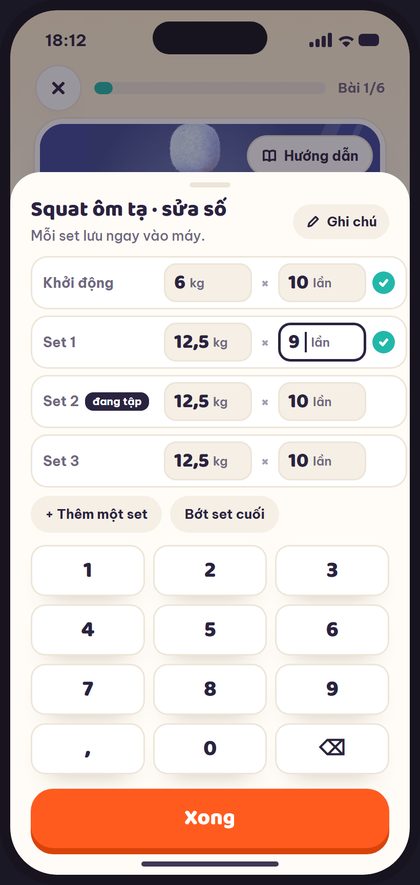 18:12
Bài 1/6
Hướng dẫn
Squat ôm tạ · sửa số
Mỗi set lưu ngay vào máy.
Ghi chú
Khởi động 6 kg × 10 lần
Set 1 12,5 kg × 9 lần
Set 2 đang tập 12,5 kg × 10 lần
Set 3 12,5 kg × 10 lần
+ Thêm một set Bớt set cuối
1 2 3
4 5 6
7 8 9
, 0
Xong